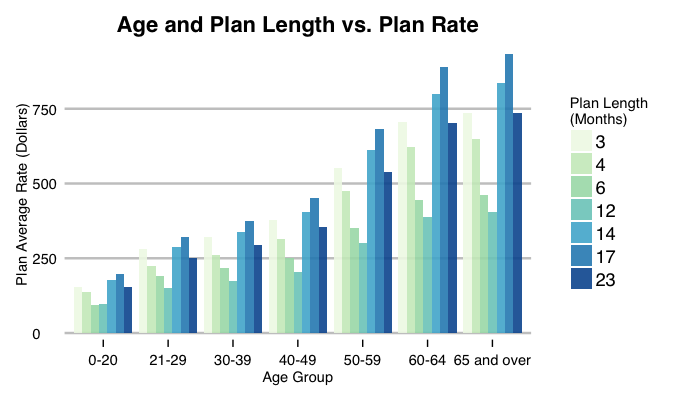 Age and Plan Length vs. Plan Rate
Plan Average Rate (Dollars)
750
500
250
0
0-20 21-29 30-39 40-49 50-59 60-64 65 and over
Age Group
Plan Length
(Months)
3
4
6
12
14
17
23